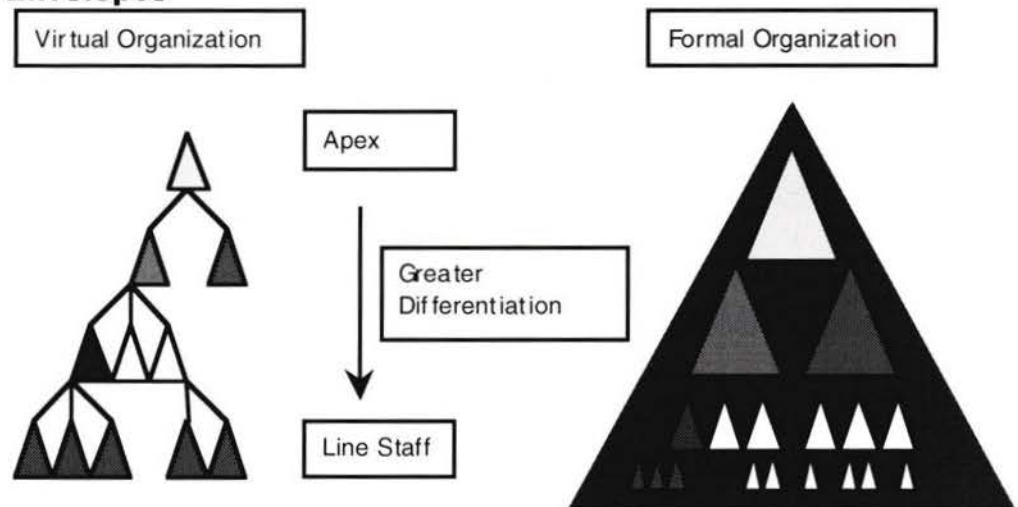 Virtual Organization
Formal Organization
Apex
Greater
Differentiation
Line Staff